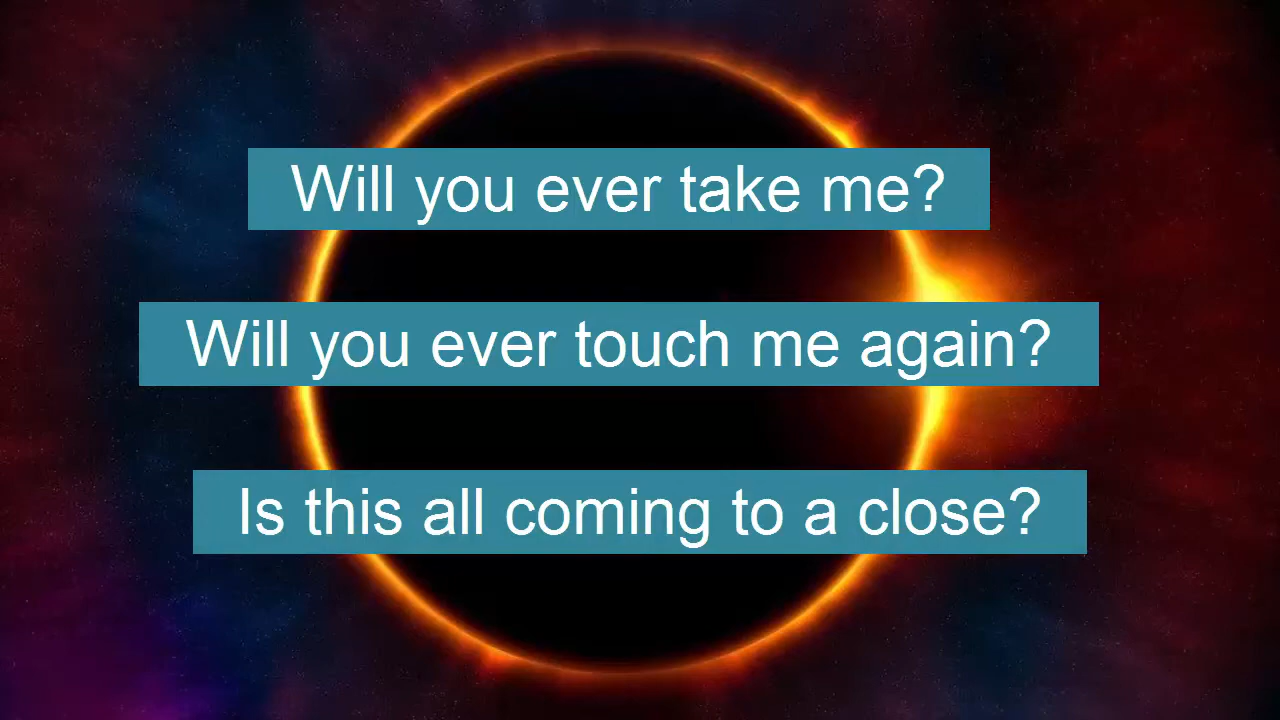 Will you ever take me?
Will you ever touch me again?
Is this all coming to a close?